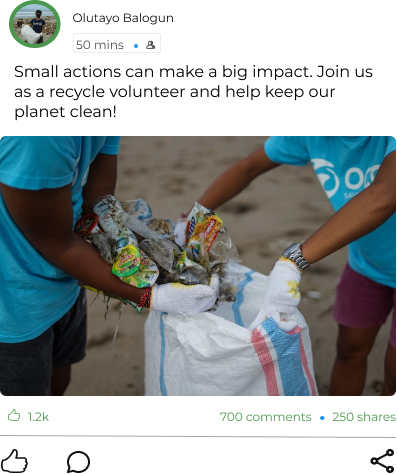 Olutayo Balogun
50 mins
Small actions can make a big impact. Join us
as a recycle volunteer and help keep our
planet clean!
1.2k
700 comments • 250 shares